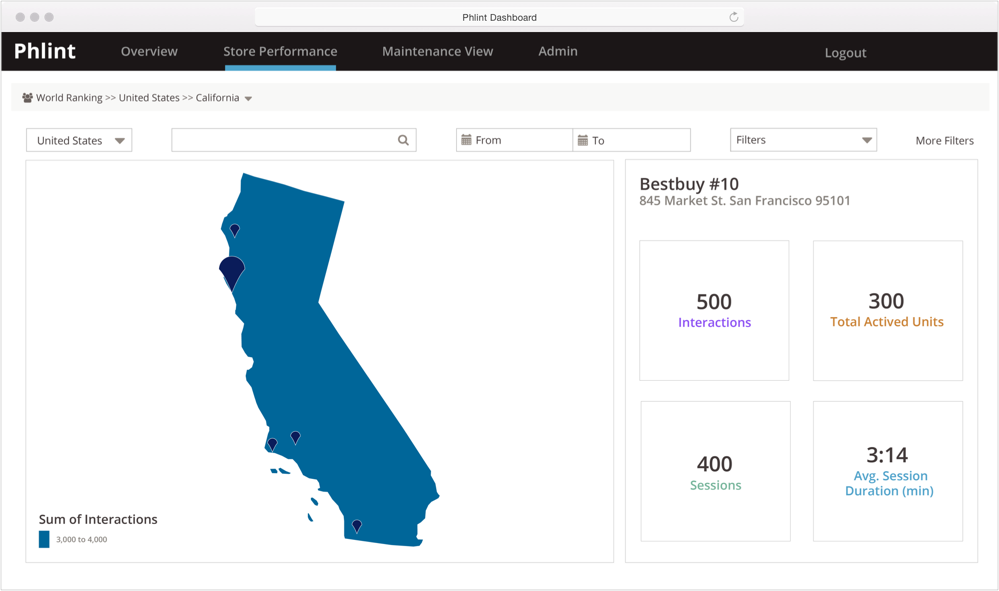 Phlint Dashboard
Phlint
Overview
Store Performance
Maintenance View
Admin
Logout
World Ranking >> United States >> California
United States
From
To
Filters
More Filters
Bestbuy #10
845 Market St. San Francisco 95101
500
Interactions
300
Total Actived Units
400
Sessions
3:14
Avg. Session
Duration (min)
Sum of Interactions
3,000 to 4,000